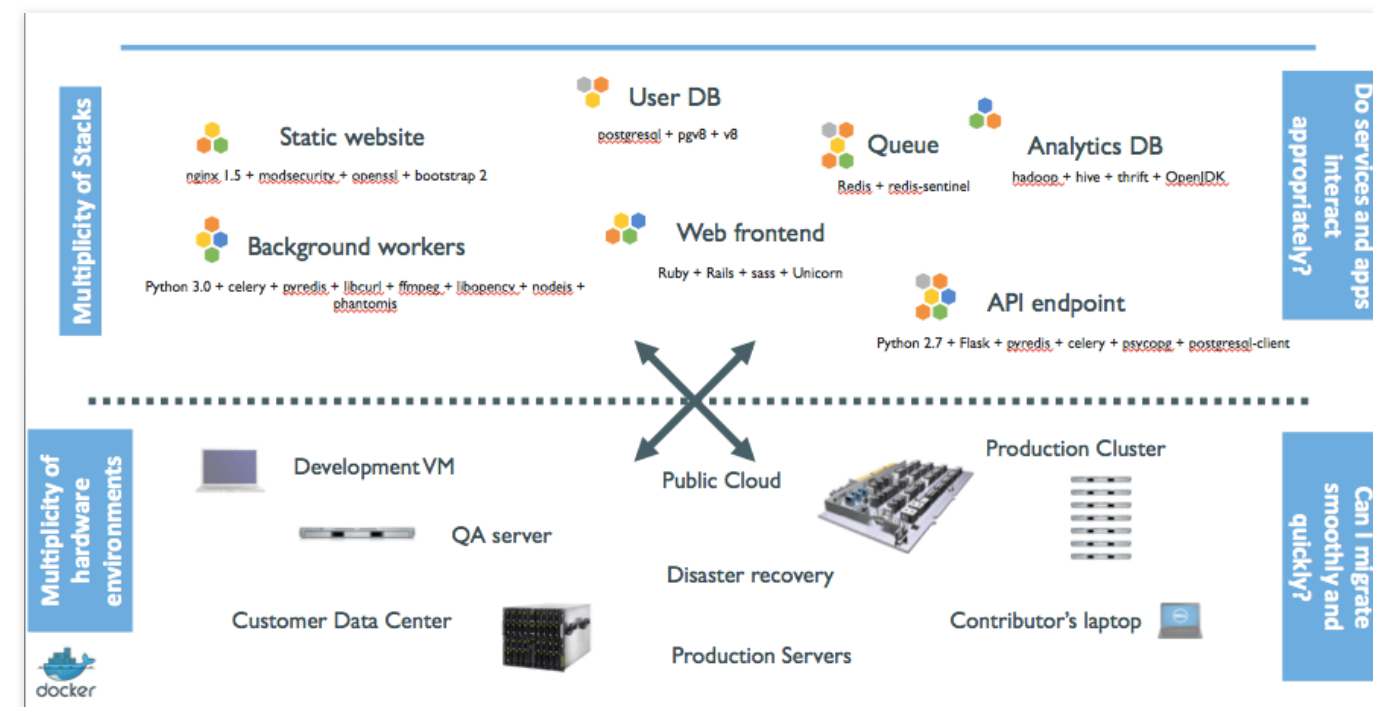 Multiplicity of Stacks
Do services and apps
interact
appropriately?
User DB
postgresql + pgv8 + v8
Static website
nginx 1.5 + modsecurity + openssl + bootstrap 2
Queue
Redis + redis-sentinel
Analytics DB
hadoop + hive + thrift + OpenJDK
Background workers
Python 3.0 + celery + pyredis + libcurl + ffmpeg + libopencv + nodejs +
phantomjs
Web frontend
Ruby + Rails + sass + Unicorn
API endpoint
Python 2.7 + Flask + pyredis + celery + psycopg + postgresql-client
Multiplicity of
hardware
environments
Can I migrate
smoothly and
quickly?
Development VM
Public Cloud
Production Cluster
QA server
Disaster recovery
Customer Data Center
Contributor's laptop
Production Servers
docker